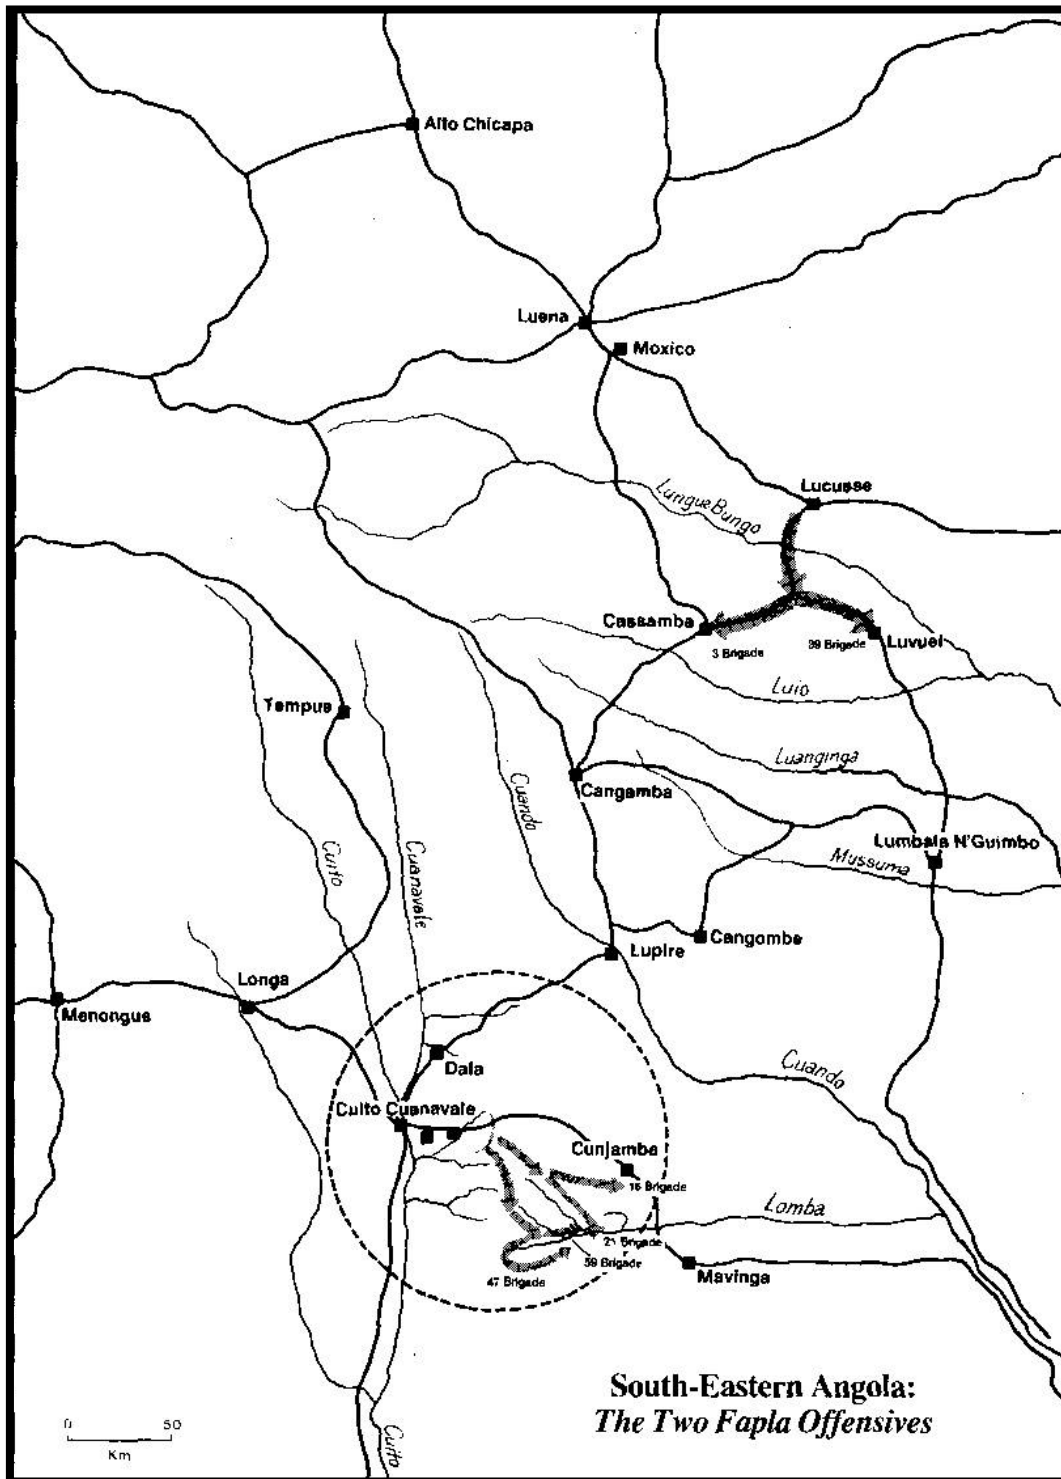 Alto Chicapa
Luena
Moxico
Lucusse
Lungue Bungo
Cassamba
3 Brigade
39 Brigade
Luvuei
Luio
Tempue
Luanginga
Cangamba
Cuando
Cuito
Cuanavale
Lumbala N'Guimbo
Mussuma
Cangombe
Lupire
Longa
Menongue
Dala
Cuando
Cuito Cuanavale
Cunjamba
16 Brigade
Lomba
21 Brigade
59 Brigade
47 Brigade
Mavinga
South-Eastern Angola:
The Two Fapla Offensives
0 50
Km
Cuito